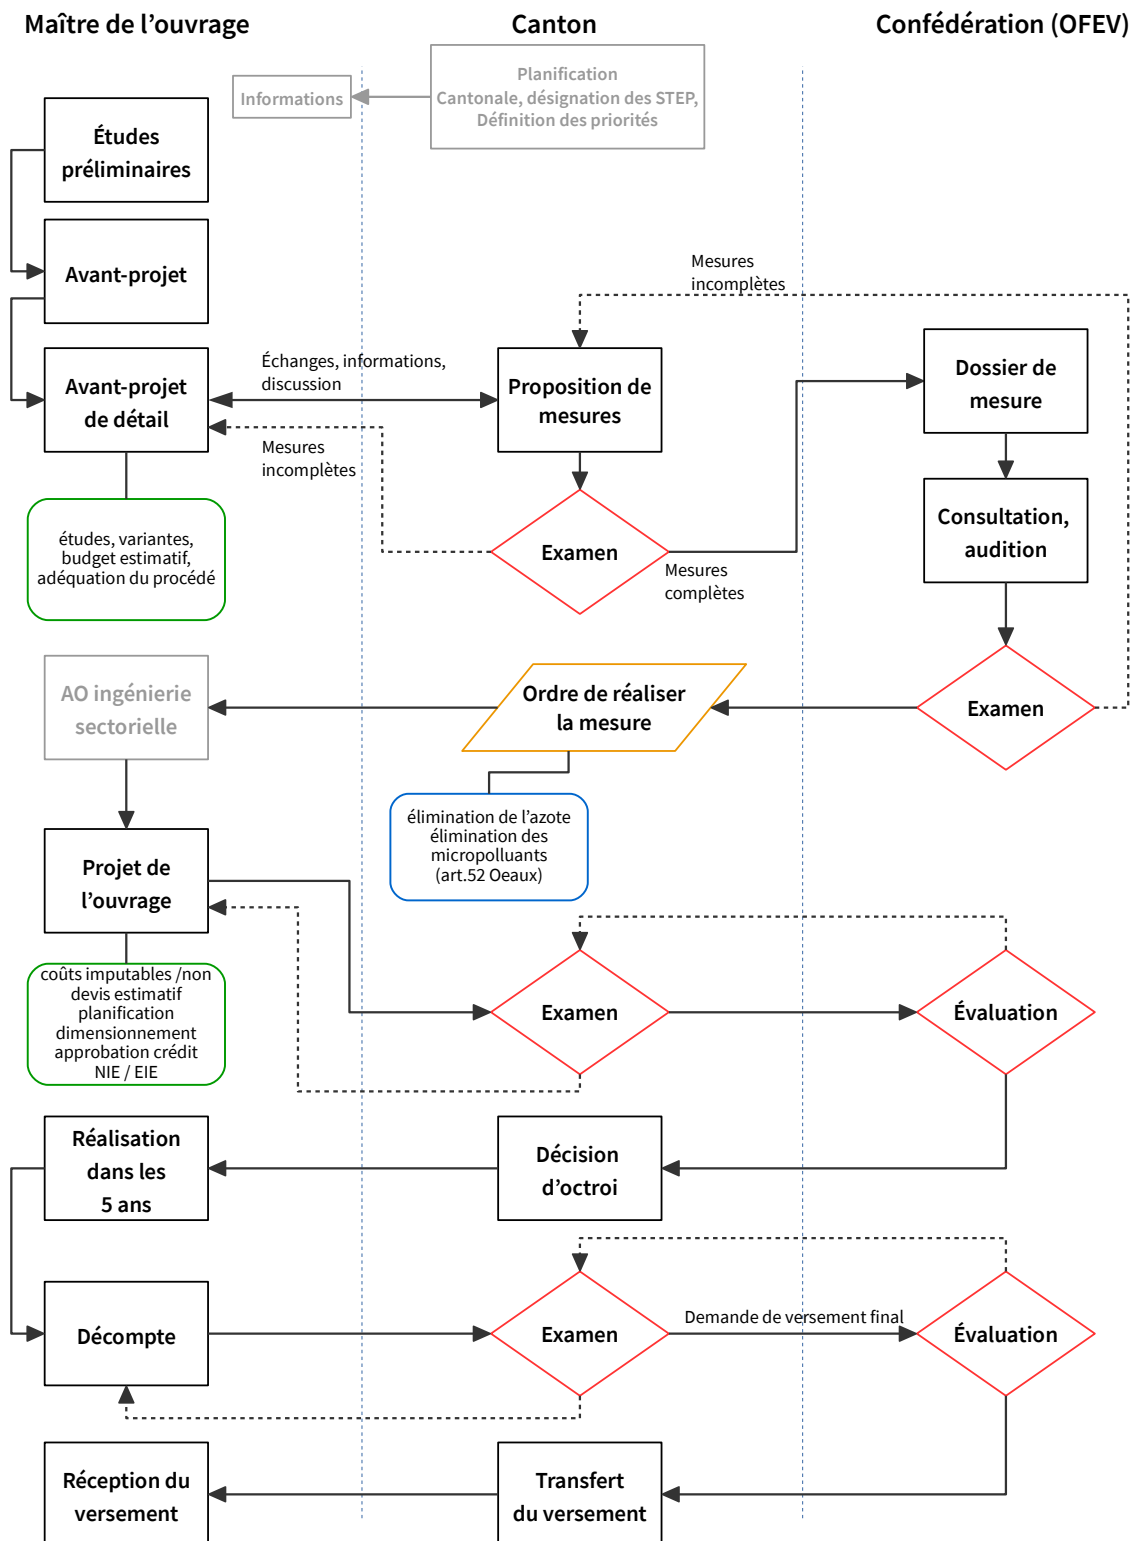 Maître de l’ouvrage
Canton
Confédération (OFEV)
Planification
Cantonale, désignation des STEP,
Définition des priorités
Informations
Études
préliminaires
Avant-projet
Mesures
incomplètes
Avant-projet
de détail
Échanges, informations,
discussion
Proposition de
mesures
Dossier de
mesure
Mesures
incomplètes
Consultation,
audition
études, variantes,
budget estimatif,
adéquation du procédé
Examen
Mesures
complètes
AO ingénierie
sectorielle
Ordre de réaliser
la mesure
Examen
élimination de l’azote
élimination des
micropolluants
(art.52 Oeaux)
Projet de
l’ouvrage
coûts imputables /non
devis estimatif
planification
dimensionnement
approbation crédit
NIE / EIE
Examen
Évaluation
Réalisation
dans les
5 ans
Décision
d’octroi
Décompte
Examen
Demande de versement final
Évaluation
Réception du
versement
Transfert
du versement